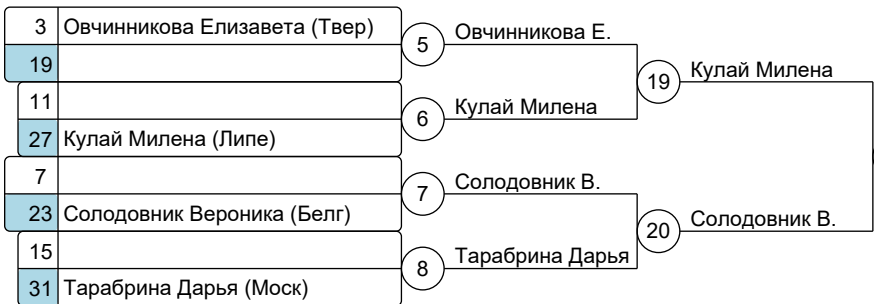 3 Овчинникова Елизавета (Твер)
19
5 Овчинникова Е.
11
27 Кулай Милена (Липе)
6 Кулай Милена
19 Кулай Милена
7
23 Солодовник Вероника (Белг)
7 Солодовник В.
15
31 Тарабрина Дарья (Моск)
8 Тарабрина Дарья
20 Солодовник В.